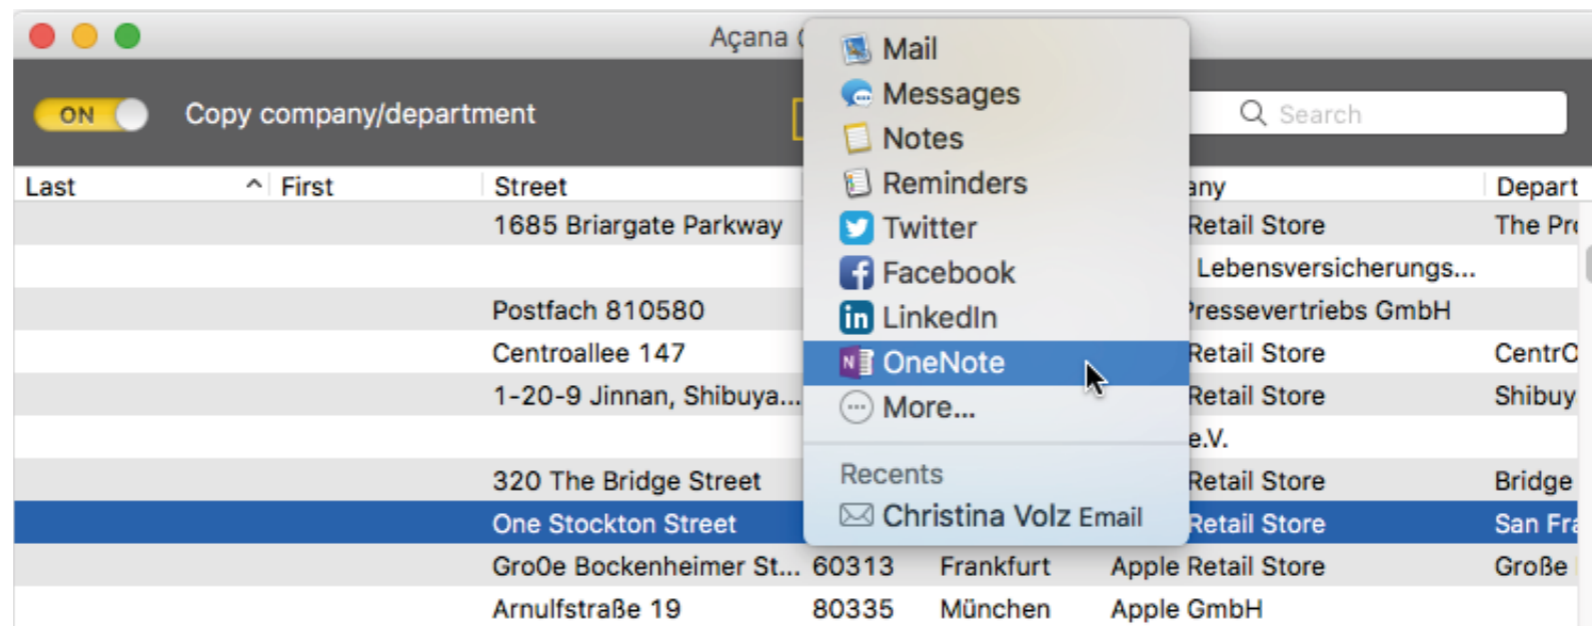 Açana
Mail
Messages
Notes
Reminders
Twitter
Facebook
LinkedIn
OneNote
More...
Recents
Christina Volz Email
ON Copy company/department
Search
Last First Street
1685 Briargate Parkway Retail Store The
Lebensversicherungs...
Postfach 810580 GmbH
Centroallee 147 Retail Store
1-20-9 Jinnan, Shibuya... Retail Store
e.V.
320 The Bridge Street Retail Store Bridge
One Stockton Street Retail Store San
Gro0e Bockenheimer St... 60313 Frankfurt Apple Retail Store Große
Arnulfstraße 19 80335 München Apple GmbH